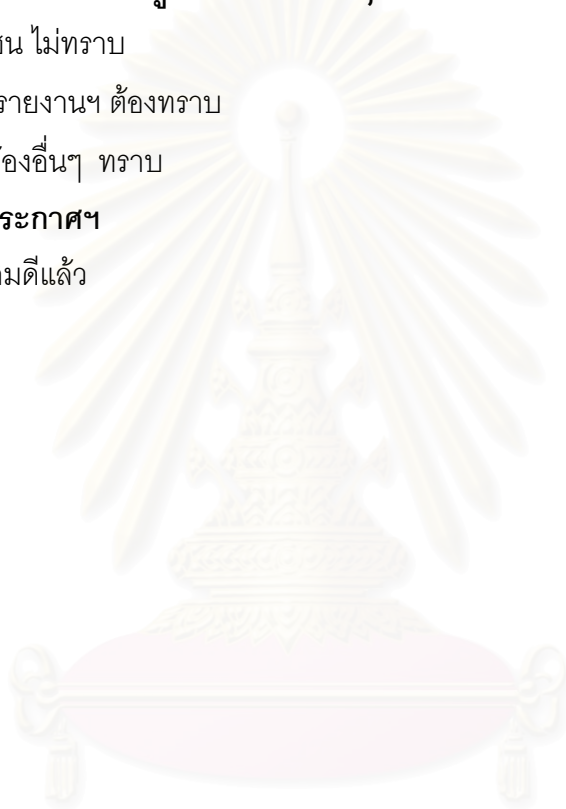 ชน ไม่ทราบ
รายงานฯ ต้องทราบ
้องอื่นๆ ทราบ
ระกาศฯ
ามดีแล้ว